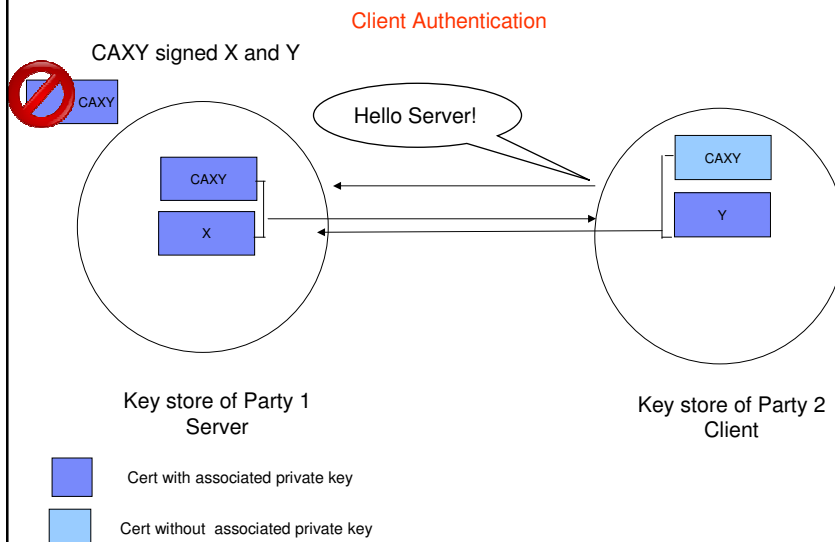 Client Authentication
CAXY signed X and Y
CAXY
Hello Server!
CAXY
X
CAXY
Y
Key store of Party 1
Server
Key store of Party 2
Client
Cert with associated private key
Cert without associated private key